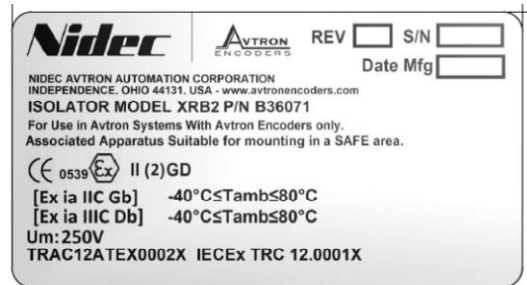 Nidec AVTRON ENCODERS REV S/N
Date Mfg
NIDEC AVTRON AUTOMATION CORPORATION
INDEPENDENCE, OHIO 44131, USA - www.avtronencoders.com
ISOLATOR MODEL XRB2 P/N B36071
For Use in Avtron Systems With Avtron Encoders only.
Associated Apparatus Suitable for mounting in a SAFE area.
CE 0539 Ex II (2)GD
[Ex ia IIC Gb] -40°C≤Tamb≤80°C
[Ex ia IIIC Db] -40°C≤Tamb≤80°C
Um:250V
TRAC12ATEX0002X IECEx TRC 12.0001X